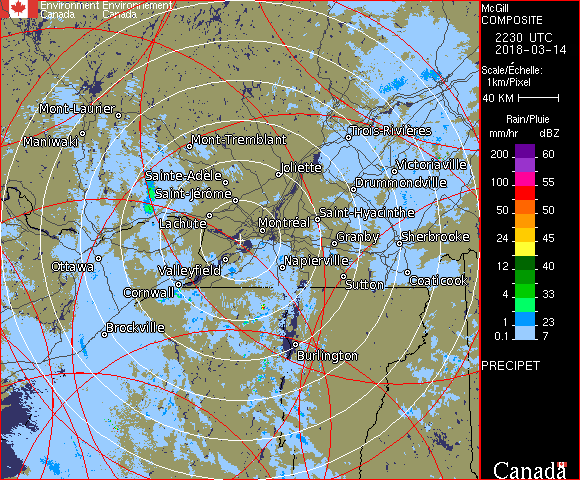 Environment Environnement
Canada Canada
McGill
COMPOSITE
2230 UTC
2018-03-14
Scale/Échelle:
1km/Pixel
40 KM
Rain/Pluie
mm/hr dBZ
200 60
100 55
50 50
24 45
12 40
4 33
1 23
0.1 7
PRECIPET
Canada
Mont-Laurier
Maniwaki
Mont-Tremblant
Trois-Rivières
Joliette
Victoriaville
Sainte-Adèle
Drummondville
Saint-Jérôme
Saint-Hyacinthe
Lachute
Montréal
Granby
Sherbrooke
Ottawa
Valleyfield
Napierville
Sutton
Coaticook
Cornwall
Brockville
Burlington